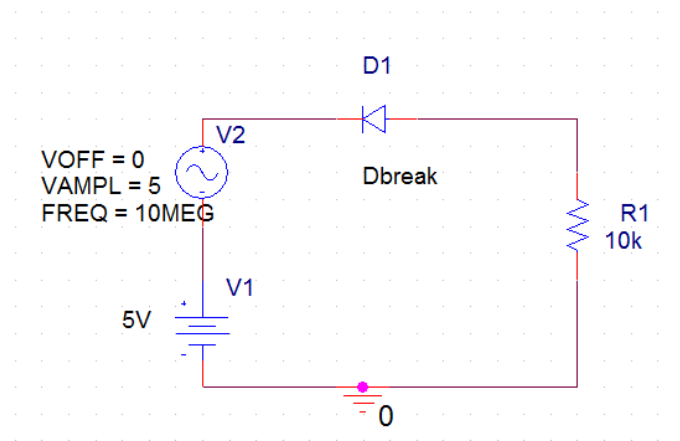 D1
V2
VOFF = 0
VAMPL = 5
FREQ = 10MEG
Dbreak
R1
10k
V1
+
5V
-
0